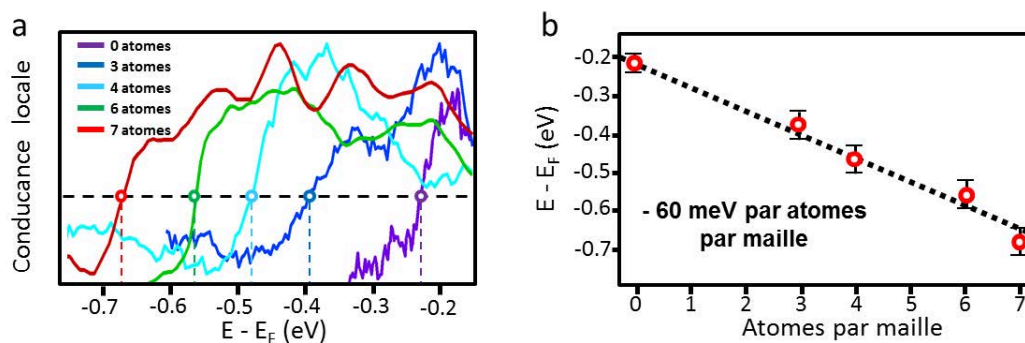 a
Conducance locale
0 atomes
3 atomes
4 atomes
6 atomes
7 atomes
-0.7 -0.6 -0.5 -0.4 -0.3 -0.2
E - E_F (eV)
b
E - E_F (eV)
-0.2
-0.3
-0.4
-0.5
-0.6
-0.7
- 60 meV par atomes
par maille
0 1 2 3 4 5 6 7
Atomes par maille